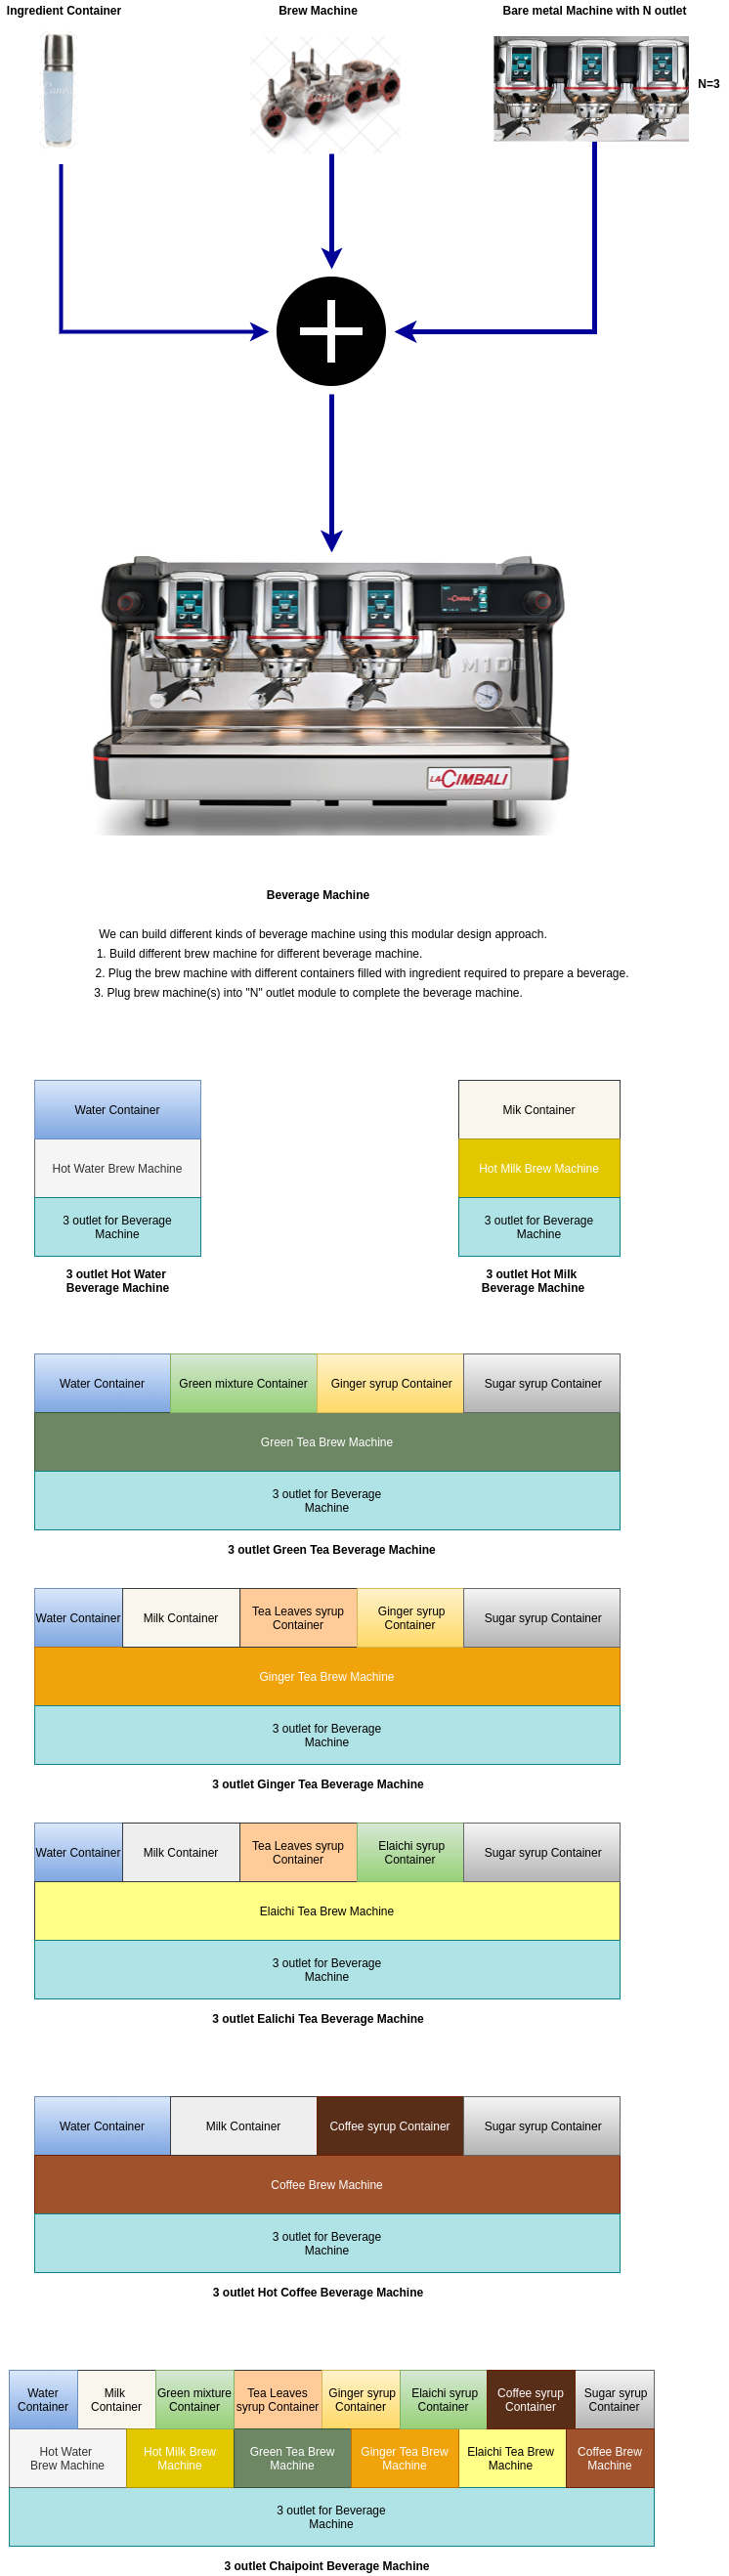 Ingredient Container
Brew Machine
Bare metal Machine with N outlet
N=3
Canva
Canva
LA CIMBALI
M100
LA CIMBALI
Beverage Machine
We can build different kinds of beverage machine using this modular design approach.
1. Build different brew machine for different beverage machine.
2. Plug the brew machine with different containers filled with ingredient required to prepare a beverage.
3. Plug brew machine(s) into "N" outlet module to complete the beverage machine.
Water Container
Hot Water Brew Machine
3 outlet for Beverage
Machine
3 outlet Hot Water
Beverage Machine
Mik Container
Hot Milk Brew Machine
3 outlet for Beverage
Machine
3 outlet Hot Milk
Beverage Machine
Water Container
Green mixture Container
Ginger syrup Container
Sugar syrup Container
Green Tea Brew Machine
3 outlet for Beverage
Machine
3 outlet Green Tea Beverage Machine
Water Container
Milk Container
Tea Leaves syrup
Container
Ginger syrup
Container
Sugar syrup Container
Ginger Tea Brew Machine
3 outlet for Beverage
Machine
3 outlet Ginger Tea Beverage Machine
Water Container
Milk Container
Tea Leaves syrup
Container
Elaichi syrup
Container
Sugar syrup Container
Elaichi Tea Brew Machine
3 outlet for Beverage
Machine
3 outlet Ealichi Tea Beverage Machine
Water Container
Milk Container
Coffee syrup Container
Sugar syrup Container
Coffee Brew Machine
3 outlet for Beverage
Machine
3 outlet Hot Coffee Beverage Machine
Water
Container
Milk
Container
Green mixture
Container
Tea Leaves
syrup Container
Ginger syrup
Container
Elaichi syrup
Container
Coffee syrup
Container
Sugar syrup
Container
Hot Water
Brew Machine
Hot Milk Brew
Machine
Green Tea Brew
Machine
Ginger Tea Brew
Machine
Elaichi Tea Brew
Machine
Coffee Brew
Machine
3 outlet for Beverage
Machine
3 outlet Chaipoint Beverage Machine